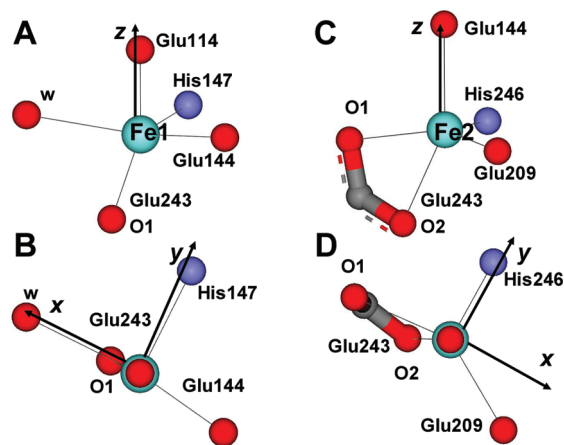 A
z
Glu114
His147
w
Fe1
Glu144
Glu243
O1
B
y
w
x
His147
Glu243
O1
Glu144
C
z
Glu144
His246
O1
Fe2
Glu209
Glu243
O2
D
y
O1
His246
Glu243
x
O2
Glu209